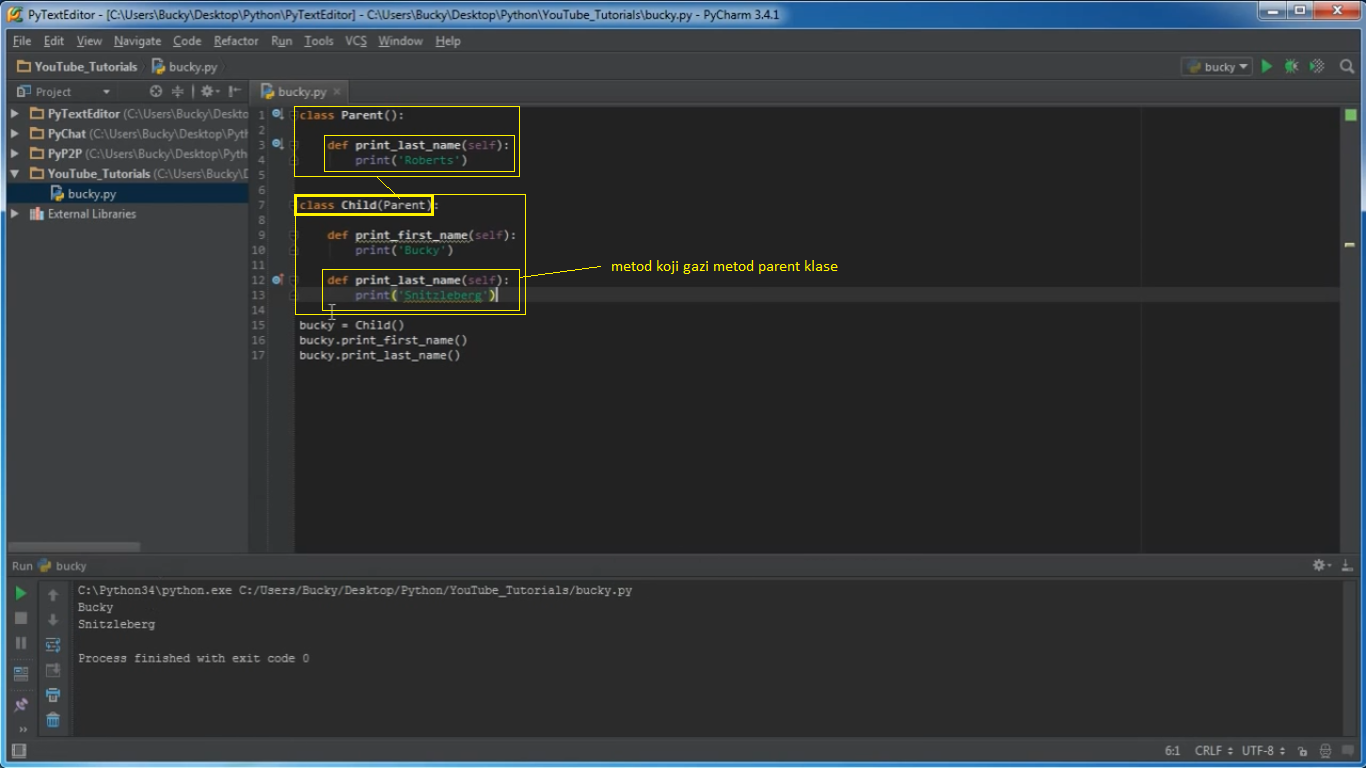 PyTextEditor - [C:\Users\Bucky\Desktop\Python\PyTextEditor] - C:\Users\Bucky\Desktop\Python\YouTube_Tutorials\bucky.py - PyCharm 3.4.1
File Edit View Navigate Code Refactor Run Tools VCS Window Help
YouTube_Tutorials bucky.py
bucky
Project
bucky.py
PyTextEditor (C:\Users\Bucky\Deskto
PyChat (C:\Users\Bucky\Desktop\Pyth
PyP2P (C:\Users\Bucky\Desktop\Pyth
YouTube_Tutorials (C:\Users\Bucky\D
bucky.py
External Libraries
1 class Parent():
2
3 def print_last_name(self):
4 print('Roberts')
5
6
7 class Child(Parent):
8
9 def print_first_name(self):
10 print('Bucky')
11
12 def print_last_name(self):
13 print('Snitzleberg')
14
15 bucky = Child()
16 bucky.print_first_name()
17 bucky.print_last_name()
metod koji gazi metod parent klase
Run bucky
C:\Python34\python.exe C:/Users/Bucky/Desktop/Python/YouTube_Tutorials/bucky.py
Bucky
Snitzleberg
Process finished with exit code 0
6:1 CRLF UTF-8